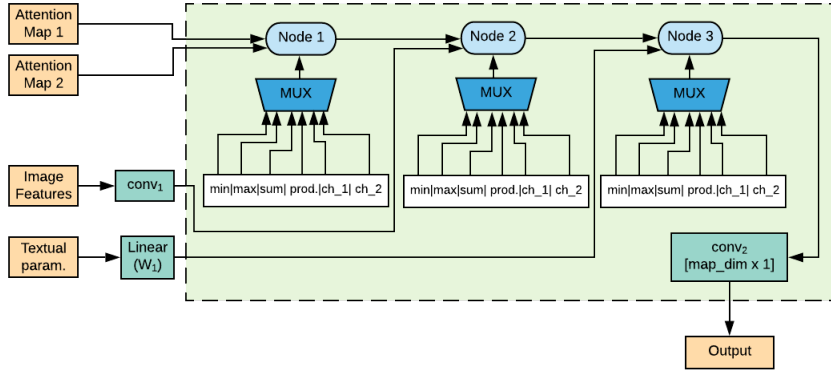 Attention
Map 1
Attention
Map 2
Node 1
Node 2
Node 3
MUX
MUX
MUX
Image
Features
conv1
min|max|sum| prod.|ch_1| ch_2
min|max|sum| prod.|ch_1| ch_2
min|max|sum| prod.|ch_1| ch_2
Textual
param.
Linear
(W1)
conv2
[map_dim x 1]
Output